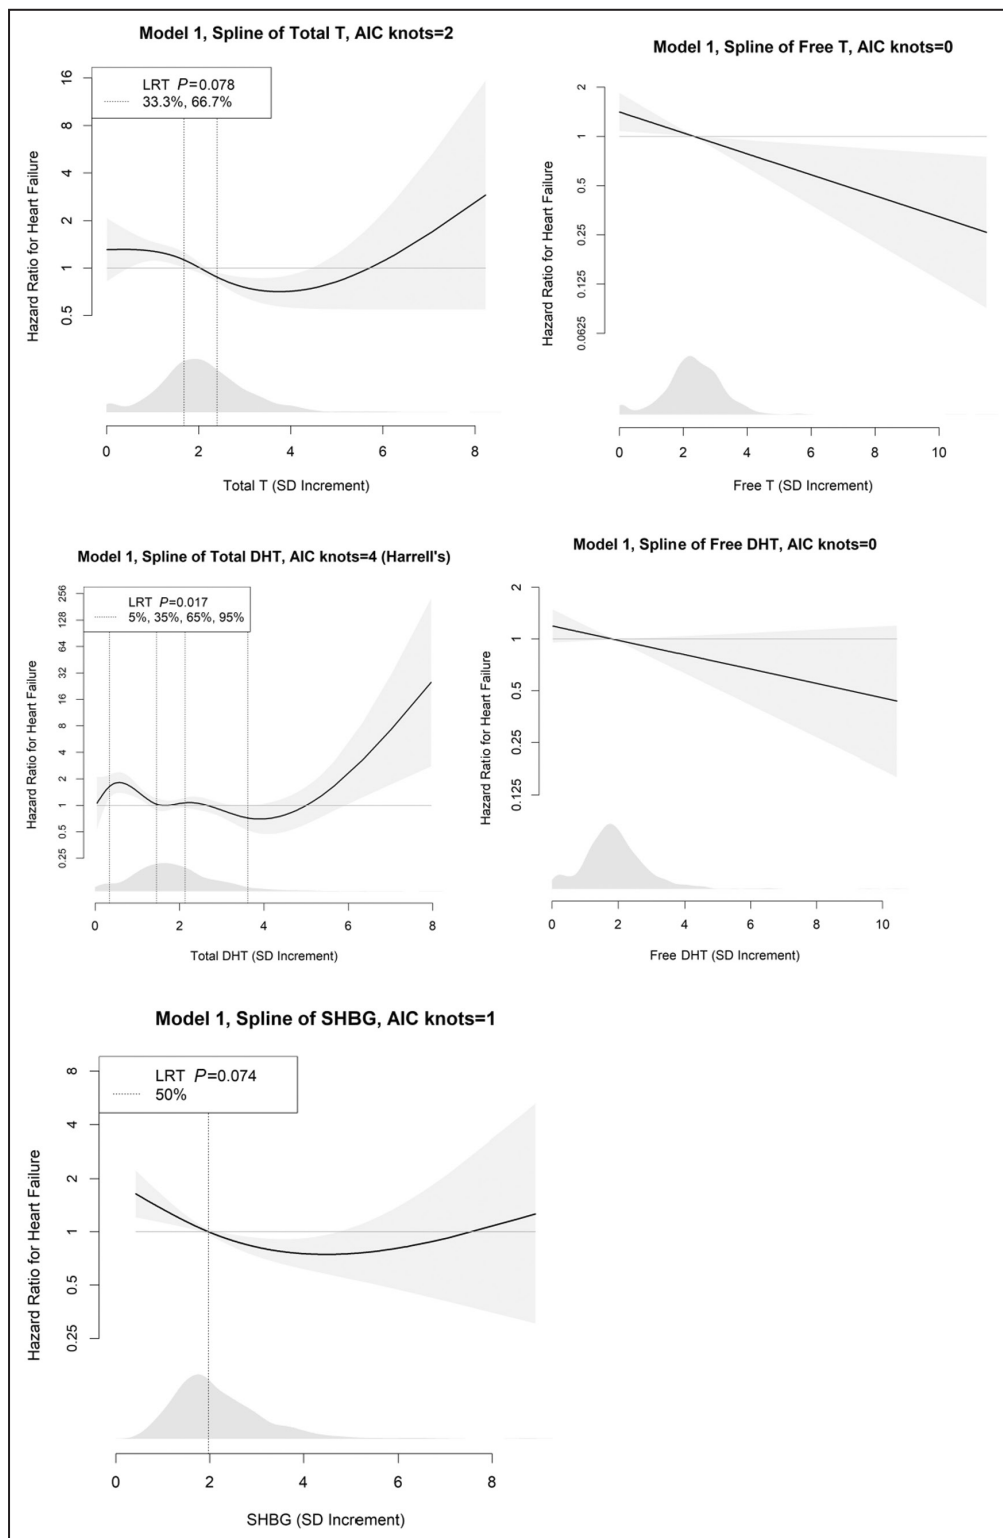 Model 1, Spline of Total T, AIC knots=2
LRT P=0.078
33.3%, 66.7%
Hazard Ratio for Heart Failure
16
8
4
2
1
0.5
0 2 4 6 8
Total T (SD Increment)
Model 1, Spline of Free T, AIC knots=0
Hazard Ratio for Heart Failure
2
1
0.5
0.25
0.125
0.0625
0 2 4 6 8 10
Free T (SD Increment)
Model 1, Spline of Total DHT, AIC knots=4 (Harrell's)
LRT P=0.017
5%, 35%, 65%, 95%
Hazard Ratio for Heart Failure
256
128
64
32
16
8
4
2
1
0.5
0.25
0 2 4 6 8
Total DHT (SD Increment)
Model 1, Spline of Free DHT, AIC knots=0
Hazard Ratio for Heart Failure
2
1
0.5
0.25
0.125
0 2 4 6 8 10
Free DHT (SD Increment)
Model 1, Spline of SHBG, AIC knots=1
LRT P=0.074
50%
Hazard Ratio for Heart Failure
8
4
2
1
0.5
0.25
0 2 4 6 8
SHBG (SD Increment)